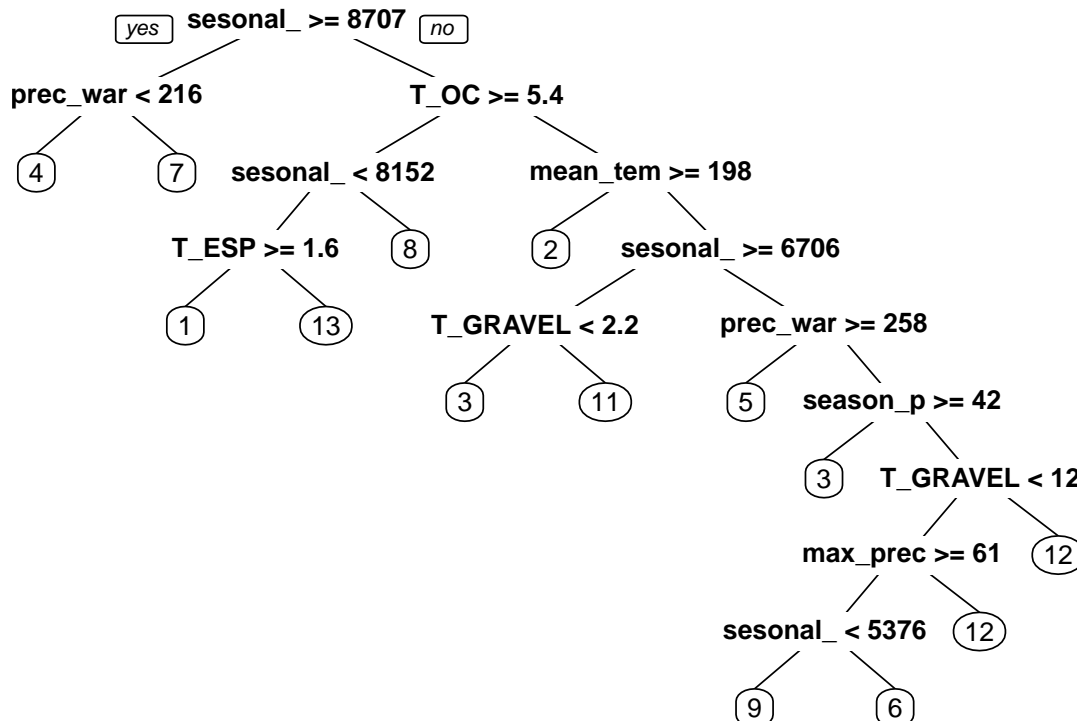 yes sesonal_ >= 8707 no
prec_war < 216 T_OC >= 5.4
4 7 sesonal_ < 8152 mean_tem >= 198
T_ESP >= 1.6 8 2 sesonal_ >= 6706
1 13 T_GRAVEL < 2.2 prec_war >= 258
3 11 5 season_p >= 42
3 T_GRAVEL < 12
max_prec >= 61 12
sesonal_ < 5376 12
9 6